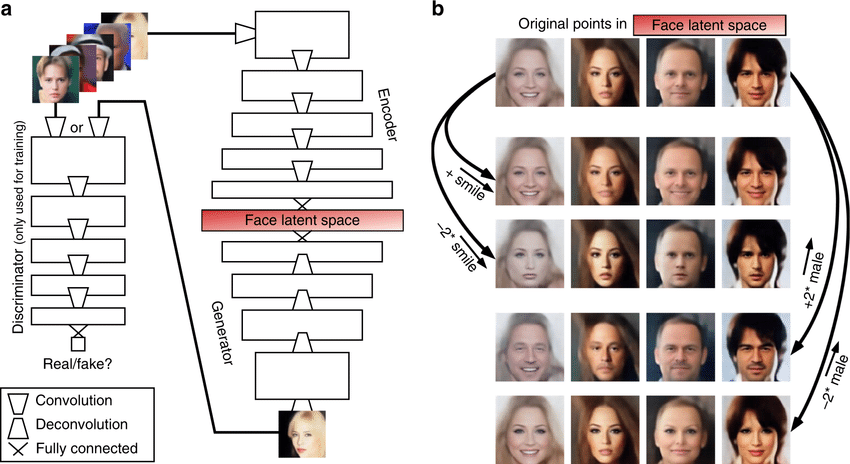 a
or
Discriminator (only used for training)
Real/fake?
Convolution
Deconvolution
Fully connected
Encoder
Face latent space
Generator
b
Original points in Face latent space
+ smile
−2* smile
+2* male
−2* male